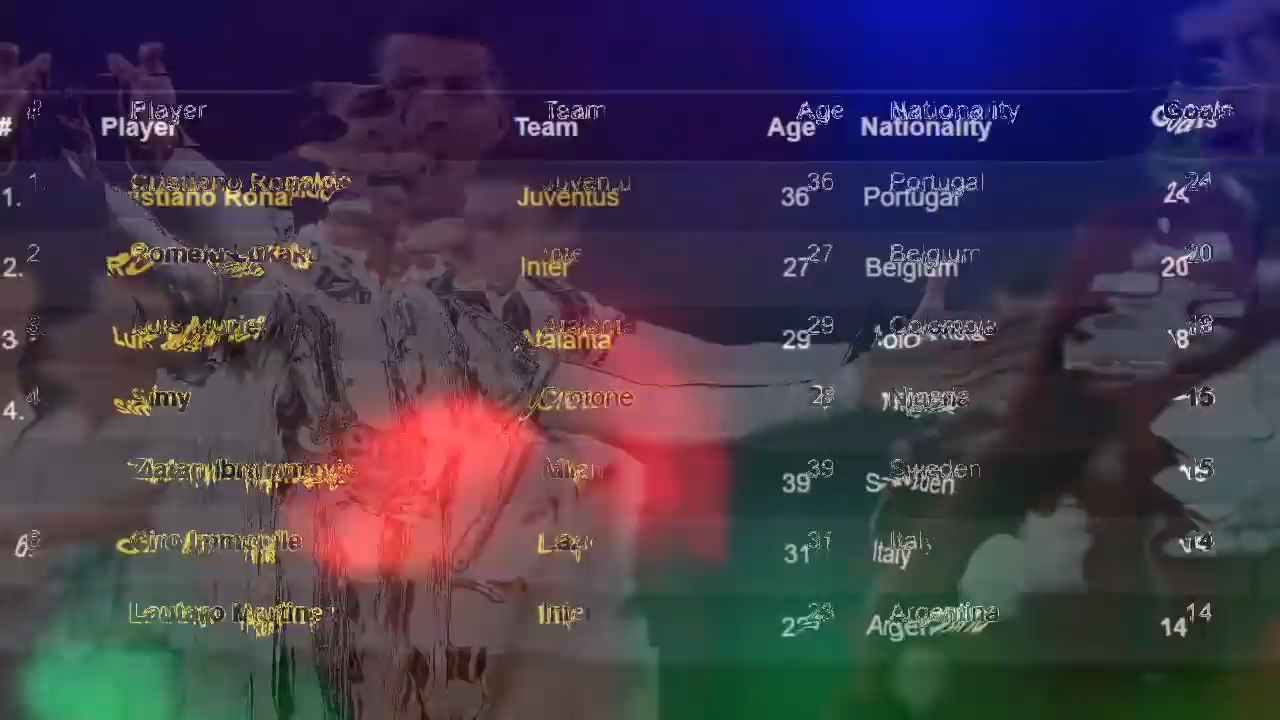 # Player Team Age Nationality Goals
1. Cristiano Ronaldo Juventus 36 Portugal 24
2. Romelu Lukaku Inter 27 Belgium 20
3. Luis Muriel Atalanta 29 Colombia 18
4. Simy Crotone 28 Nigeria 15
Zlatan Ibrahimovic Milan 39 Sweden 15
6. Ciro Immobile Lazio 31 Italy 14
Lautaro Martinez Inter 23 Argentina 14